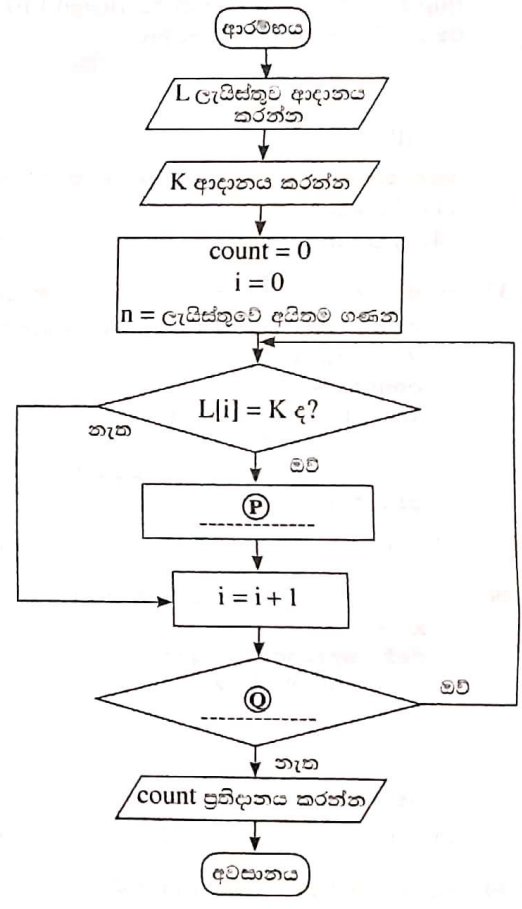 ආරම්භය
L ලැයිස්තුව ආදානය
කරන්න
K ආදානය කරන්න
count = 0
i = 0
n = ලැයිස්තුවේ අයිතම ගණන
L[i] = K ද?
නැත
ඔව්
P
i = i + 1
Q
ඔව්
නැත
count ප්‍රතිදානය කරන්න
අවසානය